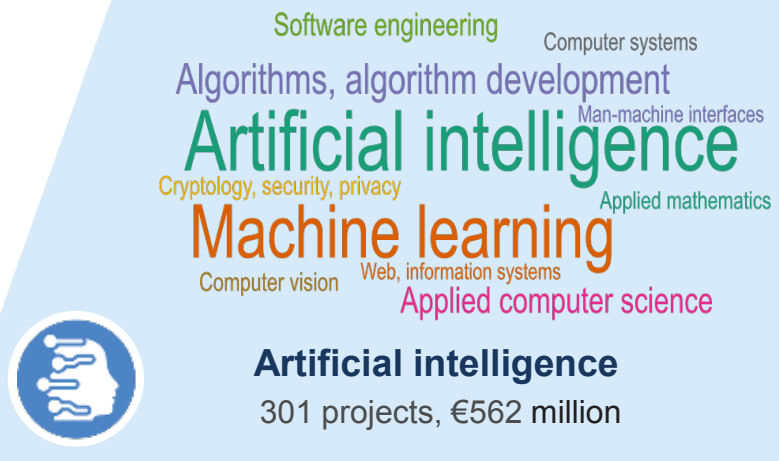 Software engineering
Computer systems
Algorithms, algorithm development
Man-machine interfaces
Artificial intelligence
Cryptology, security, privacy
Applied mathematics
Machine learning
Web, information systems
Computer vision
Applied computer science
Artificial intelligence
301 projects, €562 million